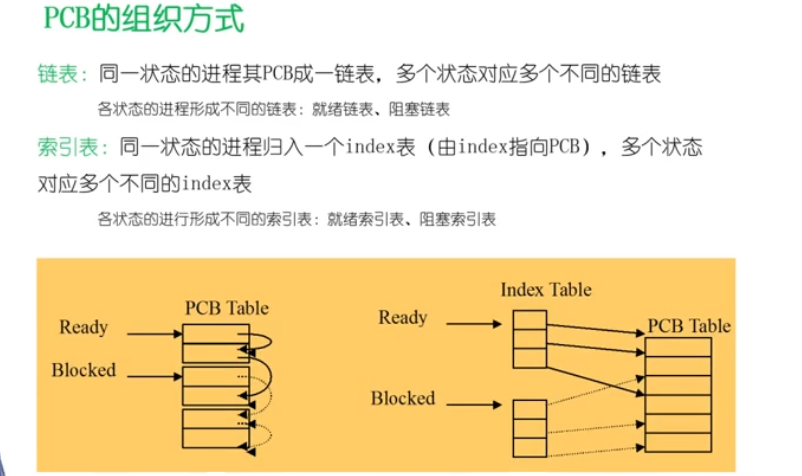 PCB的组织方式
链表：同一状态的进程其PCB成一链表，多个状态对应多个不同的链表
各状态的进程形成不同的链表：就绪链表、阻塞链表
索引表：同一状态的进程归入一个index表（由index指向PCB），多个状态
对应多个不同的index表
各状态的进行形成不同的索引表：就绪索引表、阻塞索引表
PCB Table
Ready
Blocked
Index Table
Ready
PCB Table
Blocked